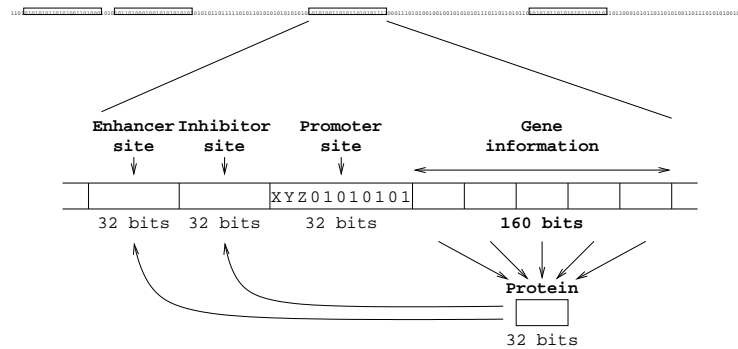 Enhancer Inhibitor Promoter Gene
site site site information
XYZ01010101
32 bits 32 bits 32 bits 160 bits
Protein
32 bits